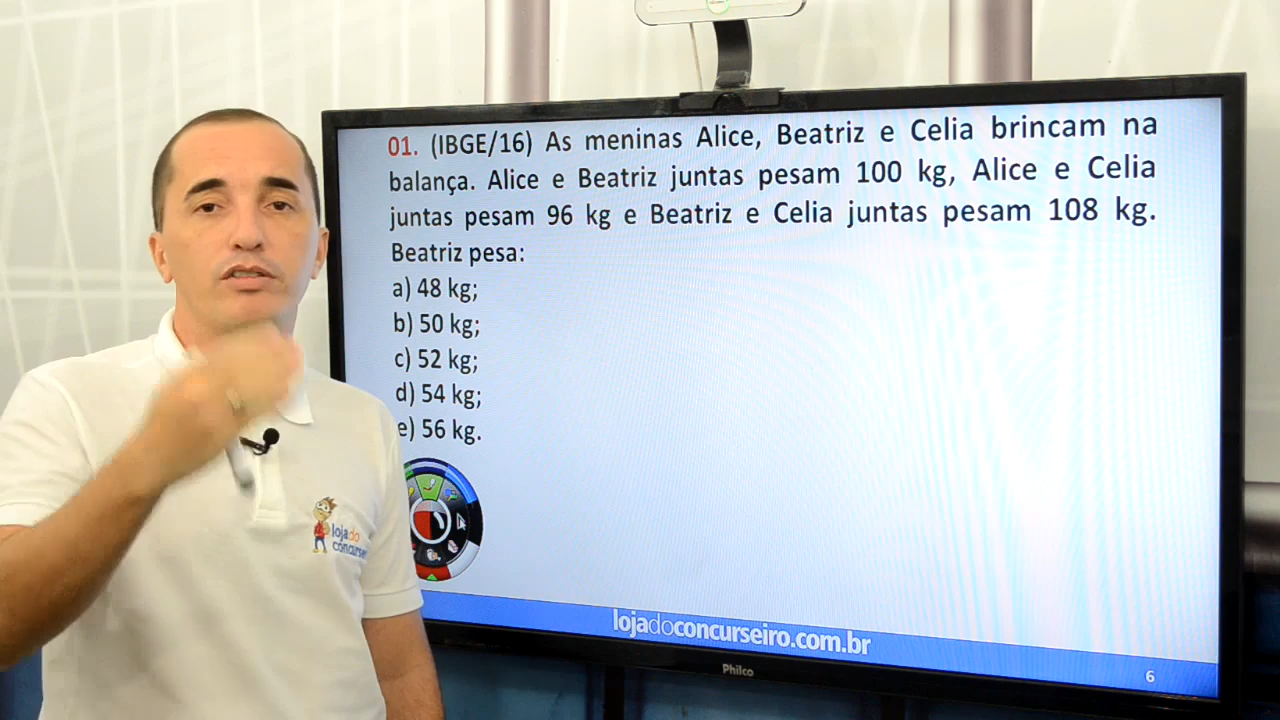 01. (IBGE/16) As meninas Alice, Beatriz e Celia brincam na
balança. Alice e Beatriz juntas pesam 100 kg, Alice e Celia
juntas pesam 96 kg e Beatriz e Celia juntas pesam 108 kg.
Beatriz pesa:
a) 48 kg;
b) 50 kg;
c) 52 kg;
d) 54 kg;
e) 56 kg.
lojado
lojadoconcurseiro.com.br
Philco
6